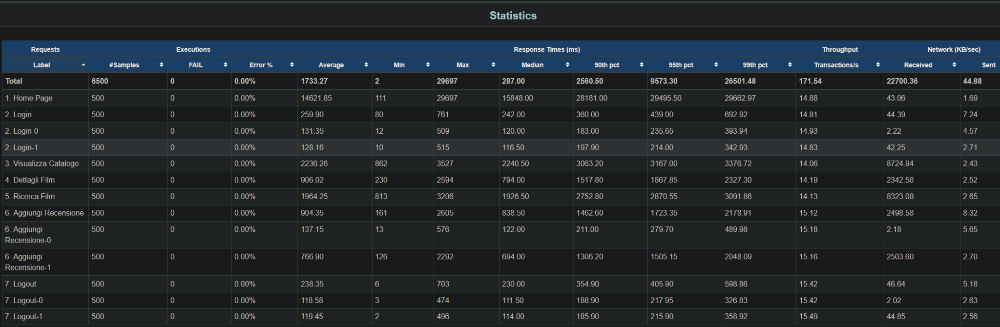 Statistics
Requests Executions Response Times (ms) Throughput Network (KB/sec)
Label #Samples FAIL Error % Average Min Max Median 90th pct 95th pct 99th pct Transactions/s Received Sent
Total 6500 0 0.00% 1733.27 2 29697 287.00 2560.50 9573.30 26501.48 171.54 22700.36 44.88
1. Home Page 500 0 0.00% 14621.85 111 29697 15848.00 28181.00 29495.50 29662.97 14.88 43.06 1.69
2. Login 500 0 0.00% 259.90 80 761 242.00 360.00 439.00 692.92 14.81 44.39 7.24
2. Login-0 500 0 0.00% 131.35 12 509 120.00 183.00 235.65 393.94 14.93 2.22 4.57
2. Login-1 500 0 0.00% 128.16 10 515 116.50 197.90 214.00 342.93 14.83 42.25 2.71
3. Visualizza Catalogo 500 0 0.00% 2236.26 862 3527 2240.50 3063.20 3167.00 3376.72 14.06 8724.94 2.43
4. Dettagli Film 500 0 0.00% 906.02 230 2594 794.00 1517.80 1867.85 2327.30 14.19 2342.58 2.52
5. Ricerca Film 500 0 0.00% 1964.25 813 3206 1926.50 2752.80 2870.55 3091.86 14.13 8323.08 2.65
6. Aggiungi Recensione 500 0 0.00% 904.35 161 2605 838.50 1462.60 1723.35 2178.91 15.12 2498.58 8.32
6. Aggiungi 500 0 0.00% 137.15 13 576 122.00 211.00 279.70 489.98 15.18 2.18 5.65
Recensione-0
6. Aggiungi 500 0 0.00% 766.90 126 2292 694.00 1306.20 1505.15 2048.09 15.16 2503.60 2.70
Recensione-1
7. Logout 500 0 0.00% 238.35 6 703 230.00 354.90 405.90 598.86 15.42 46.64 5.18
7. Logout-0 500 0 0.00% 118.58 3 474 111.50 188.90 217.95 326.83 15.42 2.02 2.63
7. Logout-1 500 0 0.00% 119.45 2 496 114.00 185.90 215.90 358.92 15.49 44.85 2.56